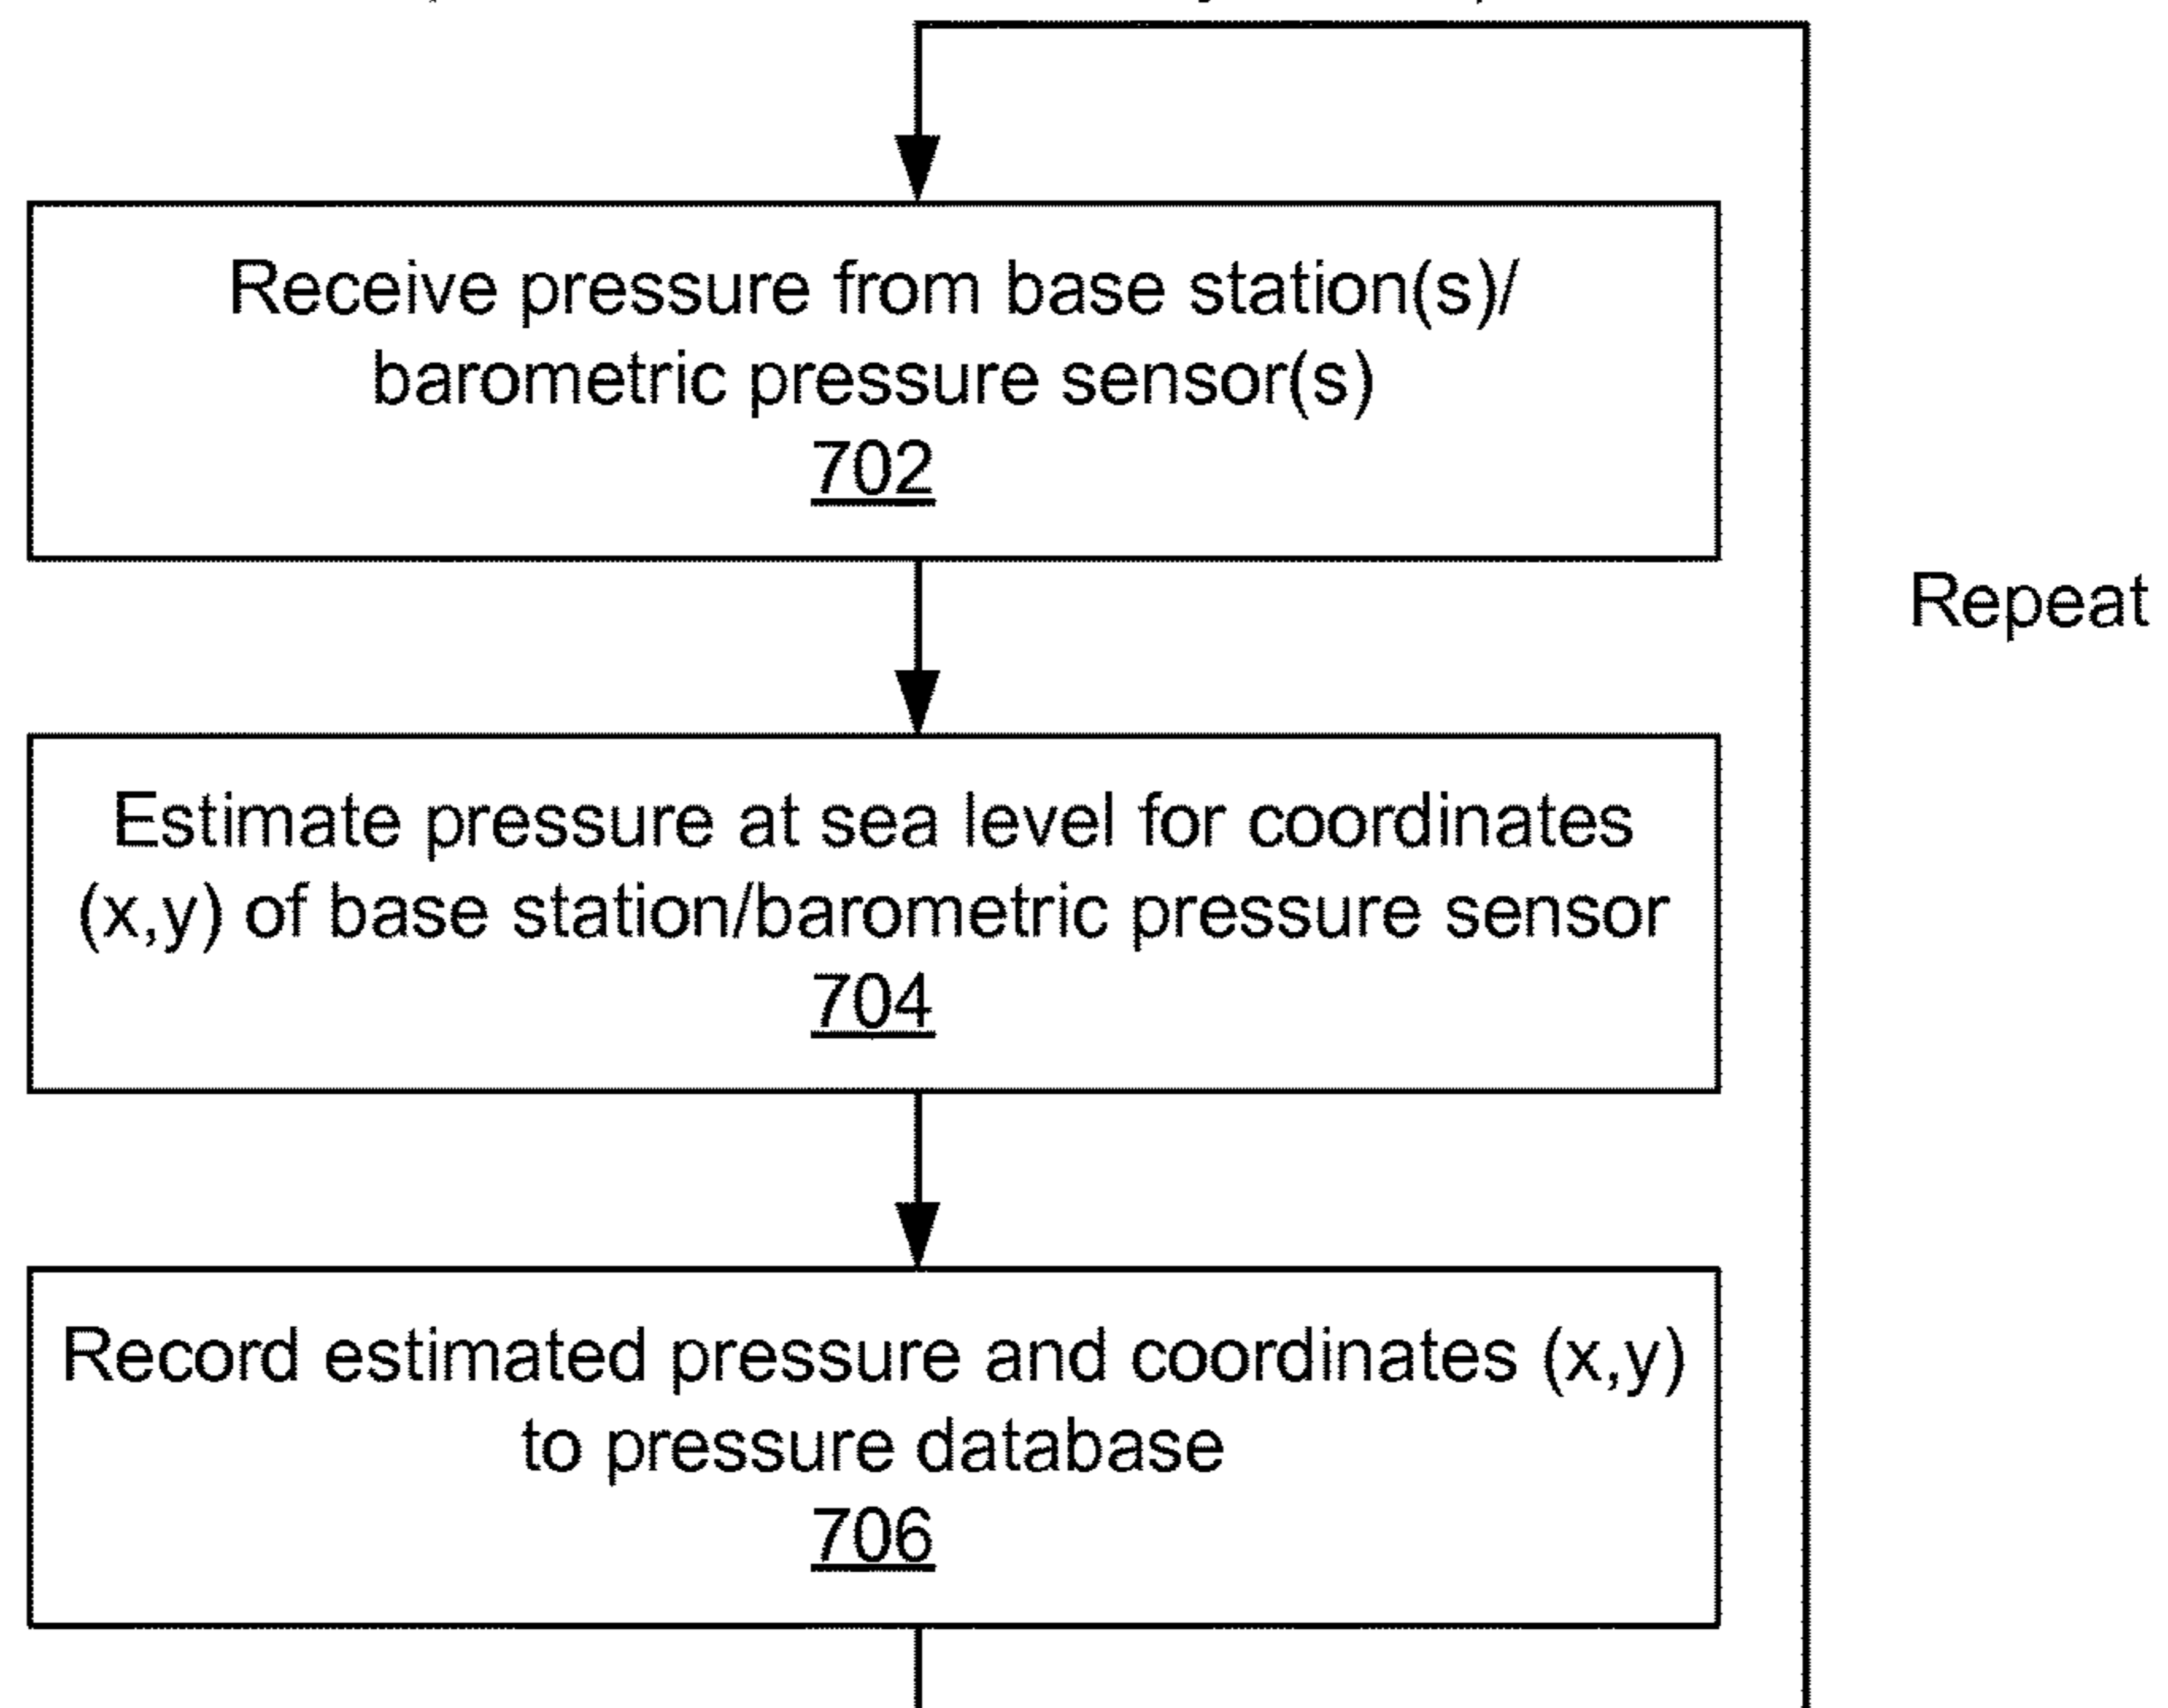 Receive pressure from base station(s)/
barometric pressure sensor(s)
702
Repeat
Estimate pressure at sea level for coordinates
(x,y) of base station/barometric pressure sensor
704
Record estimated pressure and coordinates (x,y)
to pressure database
706